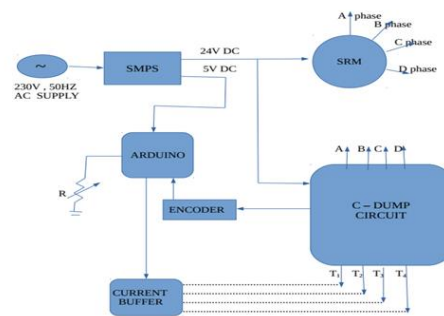 A phase
B phase
C phase
D phase
24V DC
5V DC
~
SMPS
SRM
230V , 50HZ
AC SUPPLY
ARDUINO
A B C D
R
ENCODER
C – DUMP
CIRCUIT
T1 T2 T3 T4
CURRENT
BUFFER